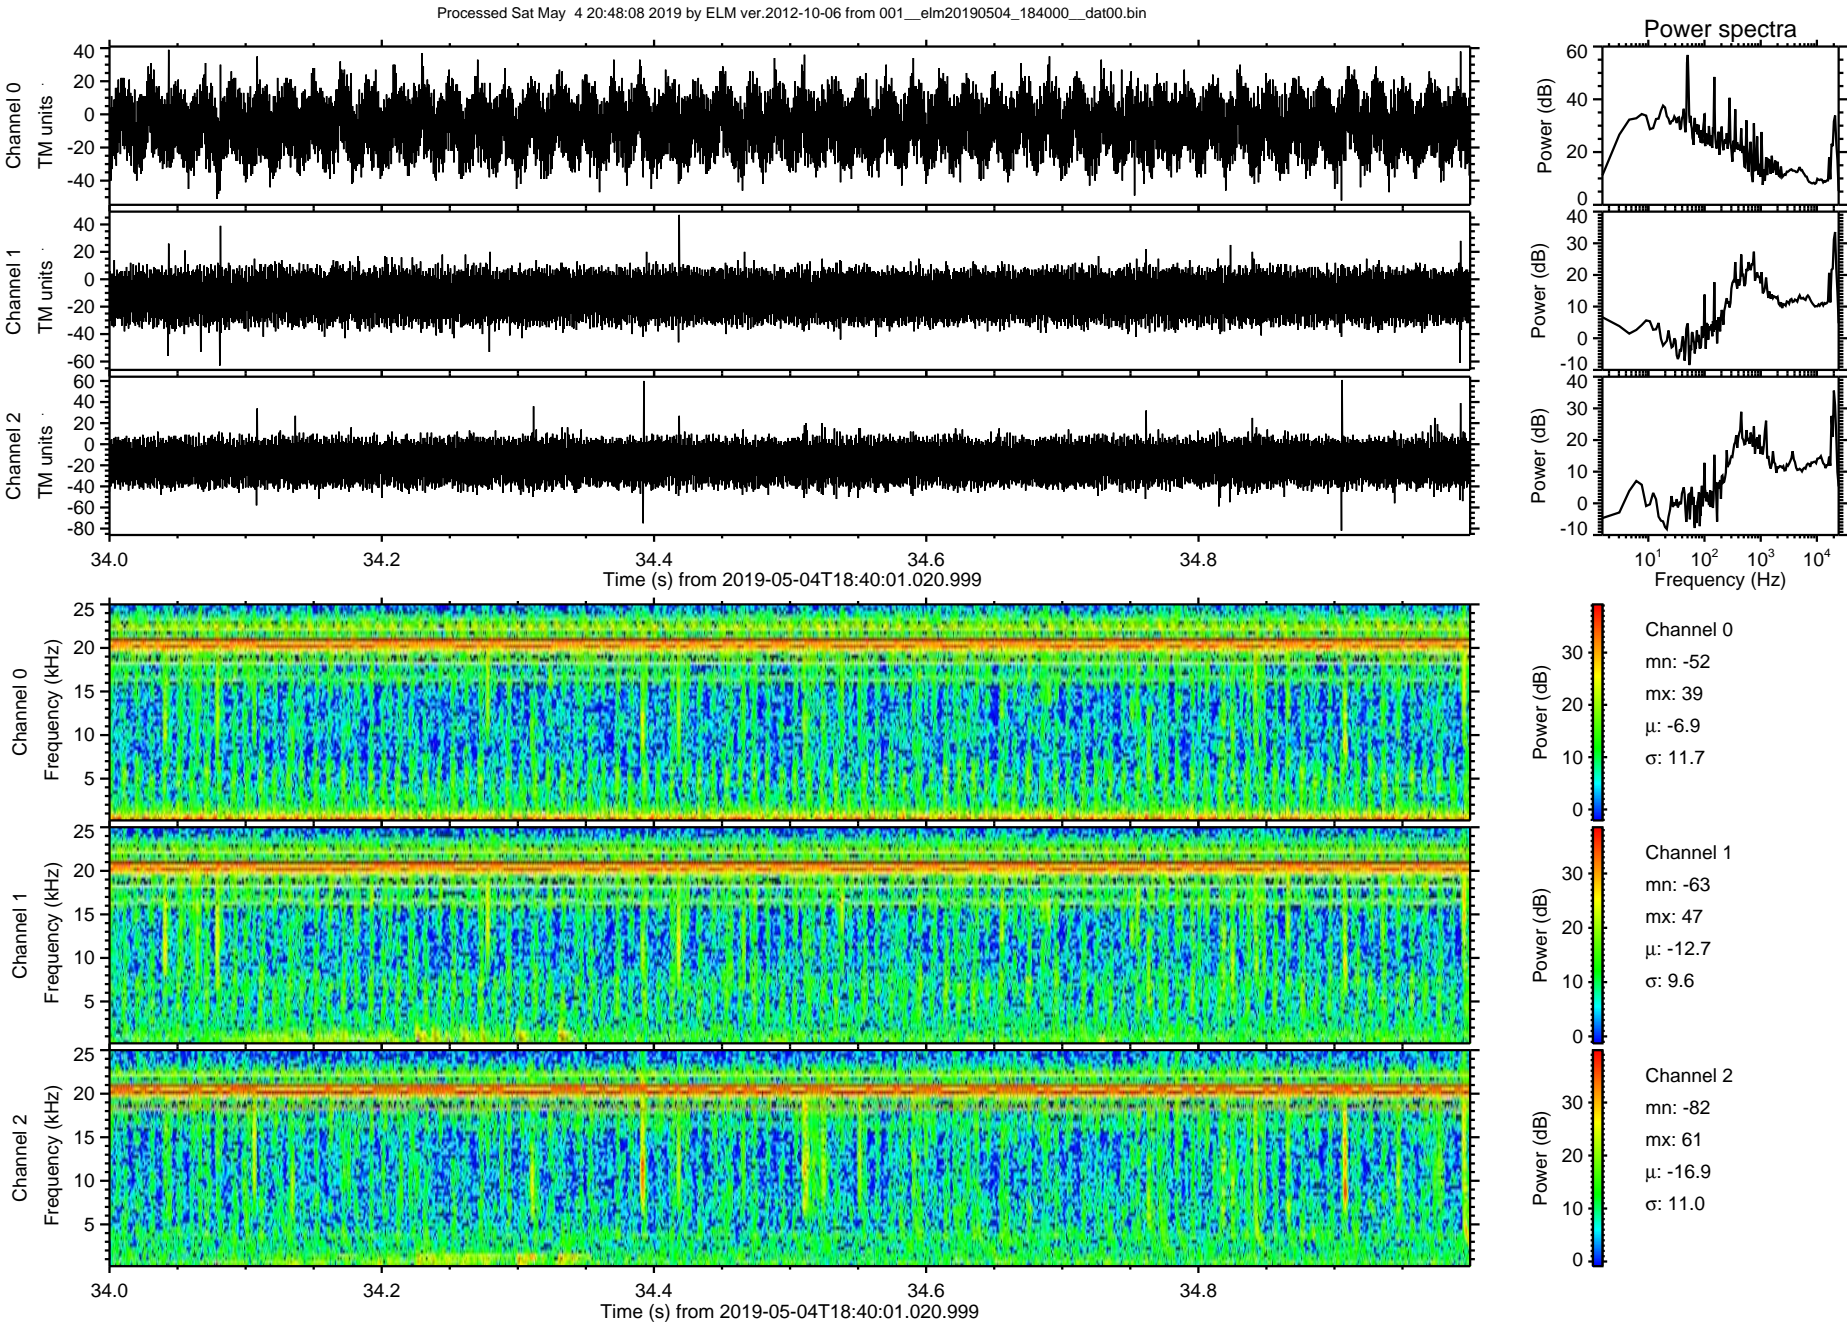 Processed Sat May  4 20:48:08 2019 by ELM ver.2012-10-06 from 001__elm20190504_184000__dat00.bin
Power spectra
Channel 0
TM units
40
20
0
-20
-40
Power (dB)
60
40
20
0
Channel 1
TM units
40
20
0
-20
-40
-60
Power (dB)
40
30
20
10
0
-10
Channel 2
TM units
60
40
20
0
-20
-40
-60
-80
Power (dB)
40
30
20
10
0
-10
34.0 34.2 34.4 34.6 34.8
Time (s) from 2019-05-04T18:40:01.020.999
10^1 10^2 10^3 10^4
Frequency (Hz)
Channel 0
Frequency (kHz)
25
20
15
10
5
Power (dB)
30
20
10
0
Channel 0
mn: -52
mx: 39
μ: -6.9
σ: 11.7
Channel 1
Frequency (kHz)
25
20
15
10
5
Power (dB)
30
20
10
0
Channel 1
mn: -63
mx: 47
μ: -12.7
σ: 9.6
Channel 2
Frequency (kHz)
25
20
15
10
5
Power (dB)
30
20
10
0
Channel 2
mn: -82
mx: 61
μ: -16.9
σ: 11.0
34.0 34.2 34.4 34.6 34.8
Time (s) from 2019-05-04T18:40:01.020.999